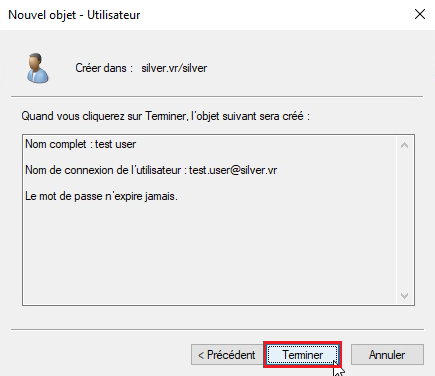 Nouvel objet - Utilisateur
Créer dans : silver.vr/silver
Quand vous cliquerez sur Terminer, l'objet suivant sera créé :
Nom complet : test user
Nom de connexion de l'utilisateur : test.user@silver.vr
Le mot de passe n'expire jamais.
< Précédent Terminer Annuler